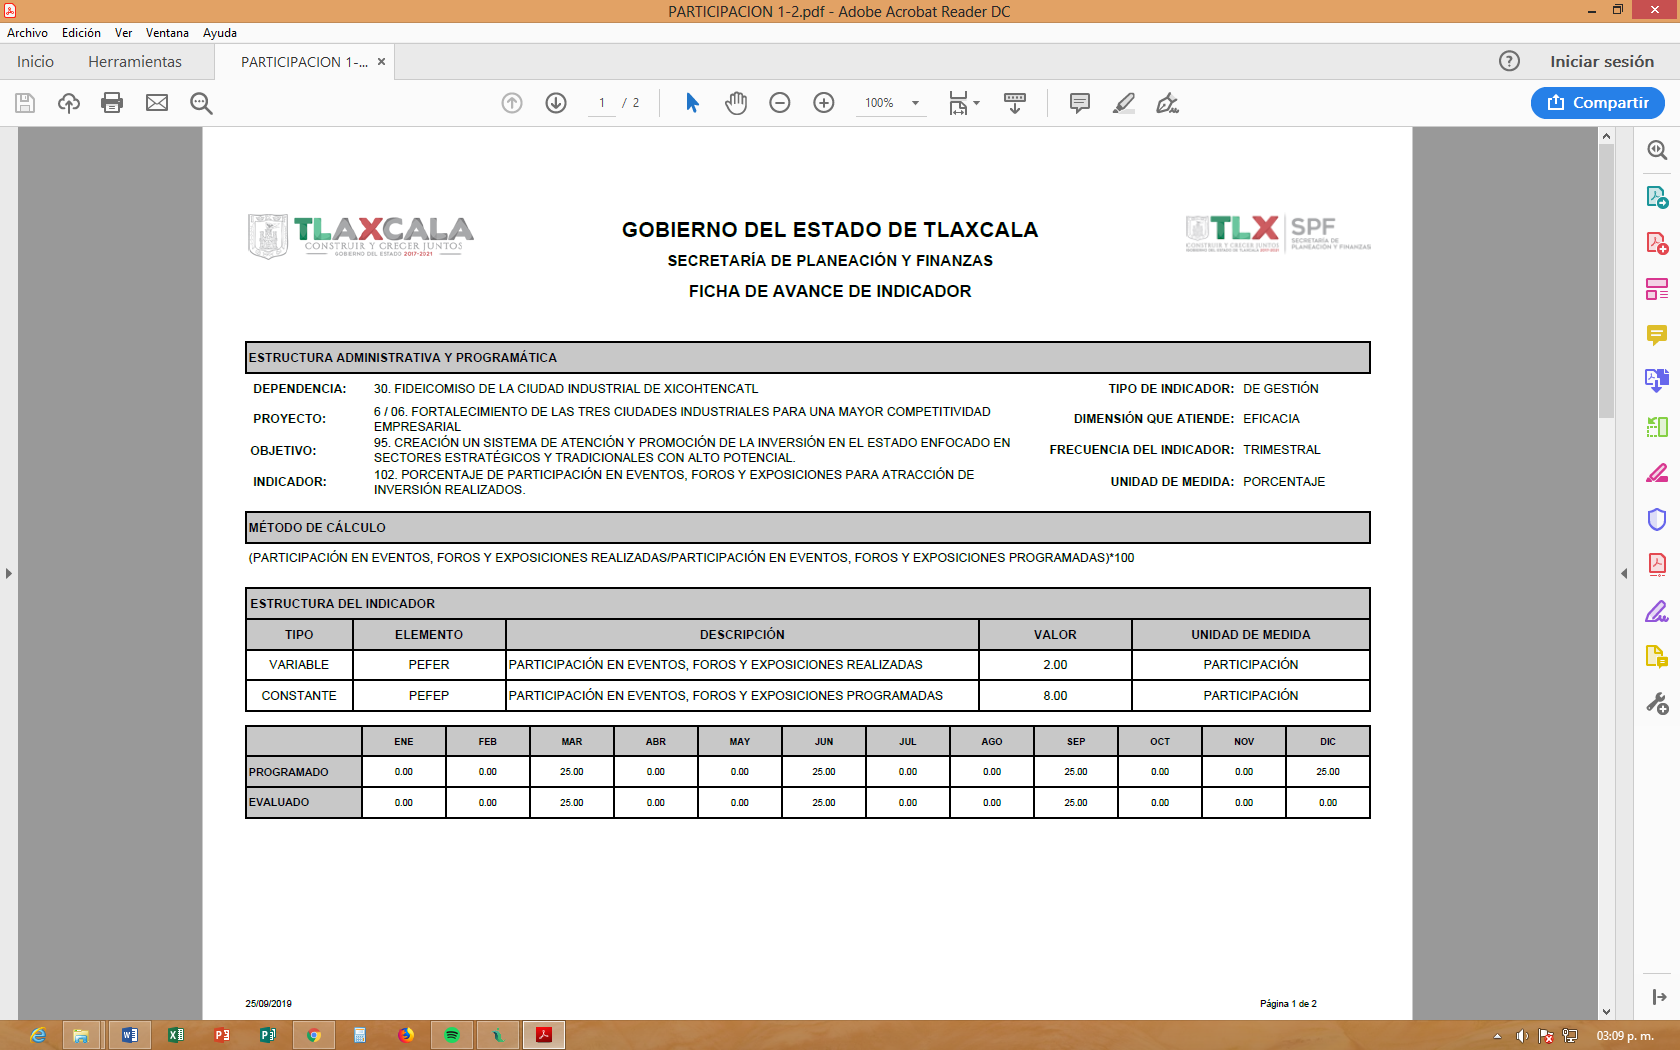 PARTICIPACION 1-2.pdf - Adobe Acrobat Reader DC
Archivo Edición Ver Ventana Ayuda
Inicio Herramientas PARTICIPACION 1-... × Iniciar sesión
1 / 2 100% Compartir
TLAXCALA
CONSTRUIR Y CRECER JUNTOS
GOBIERNO DEL ESTADO 2017-2021
GOBIERNO DEL ESTADO DE TLAXCALA
SECRETARÍA DE PLANEACIÓN Y FINANZAS
FICHA DE AVANCE DE INDICADOR
TLX
CONSTRUIR Y CRECER JUNTOS
SPF
SECRETARÍA DE
PLANEACIÓN Y FINANZAS
ESTRUCTURA ADMINISTRATIVA Y PROGRAMÁTICA
DEPENDENCIA: 30. FIDEICOMISO DE LA CIUDAD INDUSTRIAL DE XICOHTENCATL TIPO DE INDICADOR: DE GESTIÓN
PROYECTO: 6 / 06. FORTALECIMIENTO DE LAS TRES CIUDADES INDUSTRIALES PARA UNA MAYOR COMPETITIVIDAD
EMPRESARIAL DIMENSIÓN QUE ATIENDE: EFICACIA
OBJETIVO: 95. CREACIÓN UN SISTEMA DE ATENCIÓN Y PROMOCIÓN DE LA INVERSIÓN EN EL ESTADO ENFOCADO EN
SECTORES ESTRATÉGICOS Y TRADICIONALES CON ALTO POTENCIAL. FRECUENCIA DEL INDICADOR: TRIMESTRAL
INDICADOR: 102. PORCENTAJE DE PARTICIPACIÓN EN EVENTOS, FOROS Y EXPOSICIONES PARA ATRACCIÓN DE
INVERSIÓN REALIZADOS. UNIDAD DE MEDIDA: PORCENTAJE
MÉTODO DE CÁLCULO
(PARTICIPACIÓN EN EVENTOS, FOROS Y EXPOSICIONES REALIZADAS/PARTICIPACIÓN EN EVENTOS, FOROS Y EXPOSICIONES PROGRAMADAS)*100
ESTRUCTURA DEL INDICADOR
TIPO ELEMENTO DESCRIPCIÓN VALOR UNIDAD DE MEDIDA
VARIABLE PEFER PARTICIPACIÓN EN EVENTOS, FOROS Y EXPOSICIONES REALIZADAS 2.00 PARTICIPACIÓN
CONSTANTE PEFEP PARTICIPACIÓN EN EVENTOS, FOROS Y EXPOSICIONES PROGRAMADAS 8.00 PARTICIPACIÓN
ENE FEB MAR ABR MAY JUN JUL AGO SEP OCT NOV DIC
PROGRAMADO 0.00 0.00 25.00 0.00 0.00 25.00 0.00 0.00 25.00 0.00 0.00 25.00
EVALUADO 0.00 0.00 25.00 0.00 0.00 25.00 0.00 0.00 25.00 0.00 0.00 0.00
25/09/2019 Página 1 de 2
03:09 p. m.